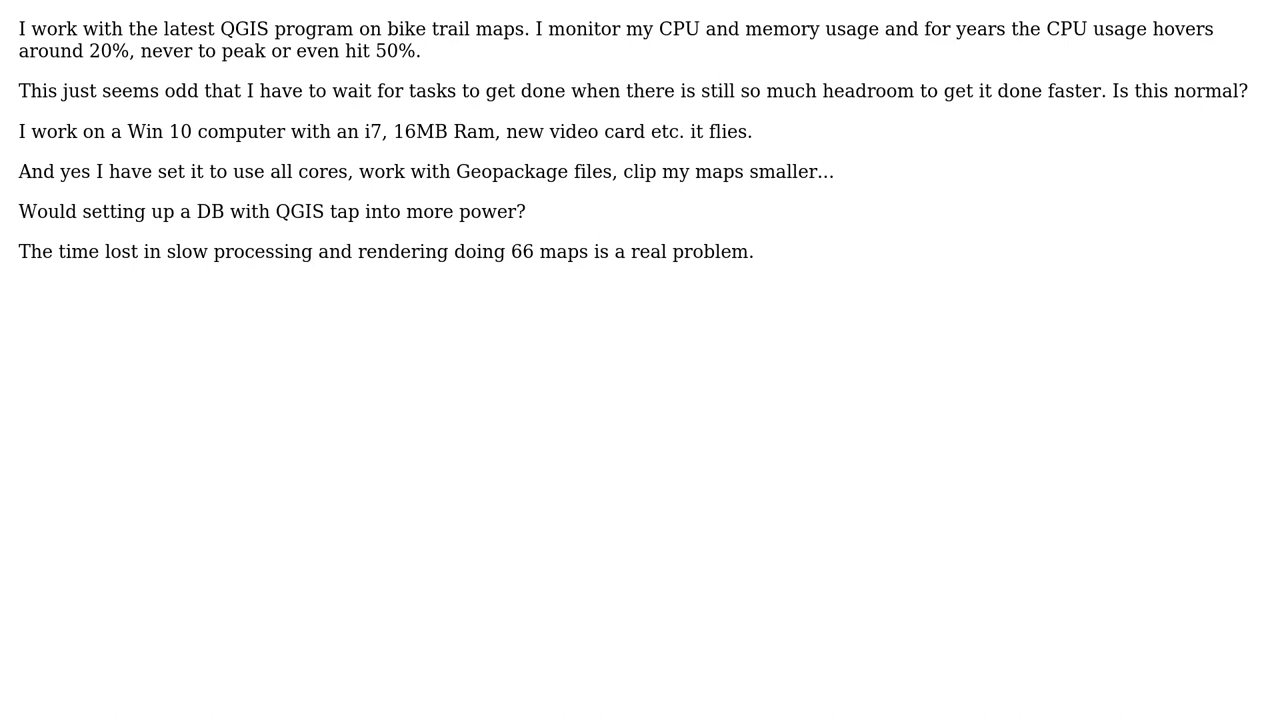 I work with the latest QGIS program on bike trail maps. I monitor my CPU and memory usage and for years the CPU usage hovers
around 20%, never to peak or even hit 50%.
This just seems odd that I have to wait for tasks to get done when there is still so much headroom to get it done faster. Is this normal?
I work on a Win 10 computer with an i7, 16MB Ram, new video card etc. it flies.
And yes I have set it to use all cores, work with Geopackage files, clip my maps smaller...
Would setting up a DB with QGIS tap into more power?
The time lost in slow processing and rendering doing 66 maps is a real problem.